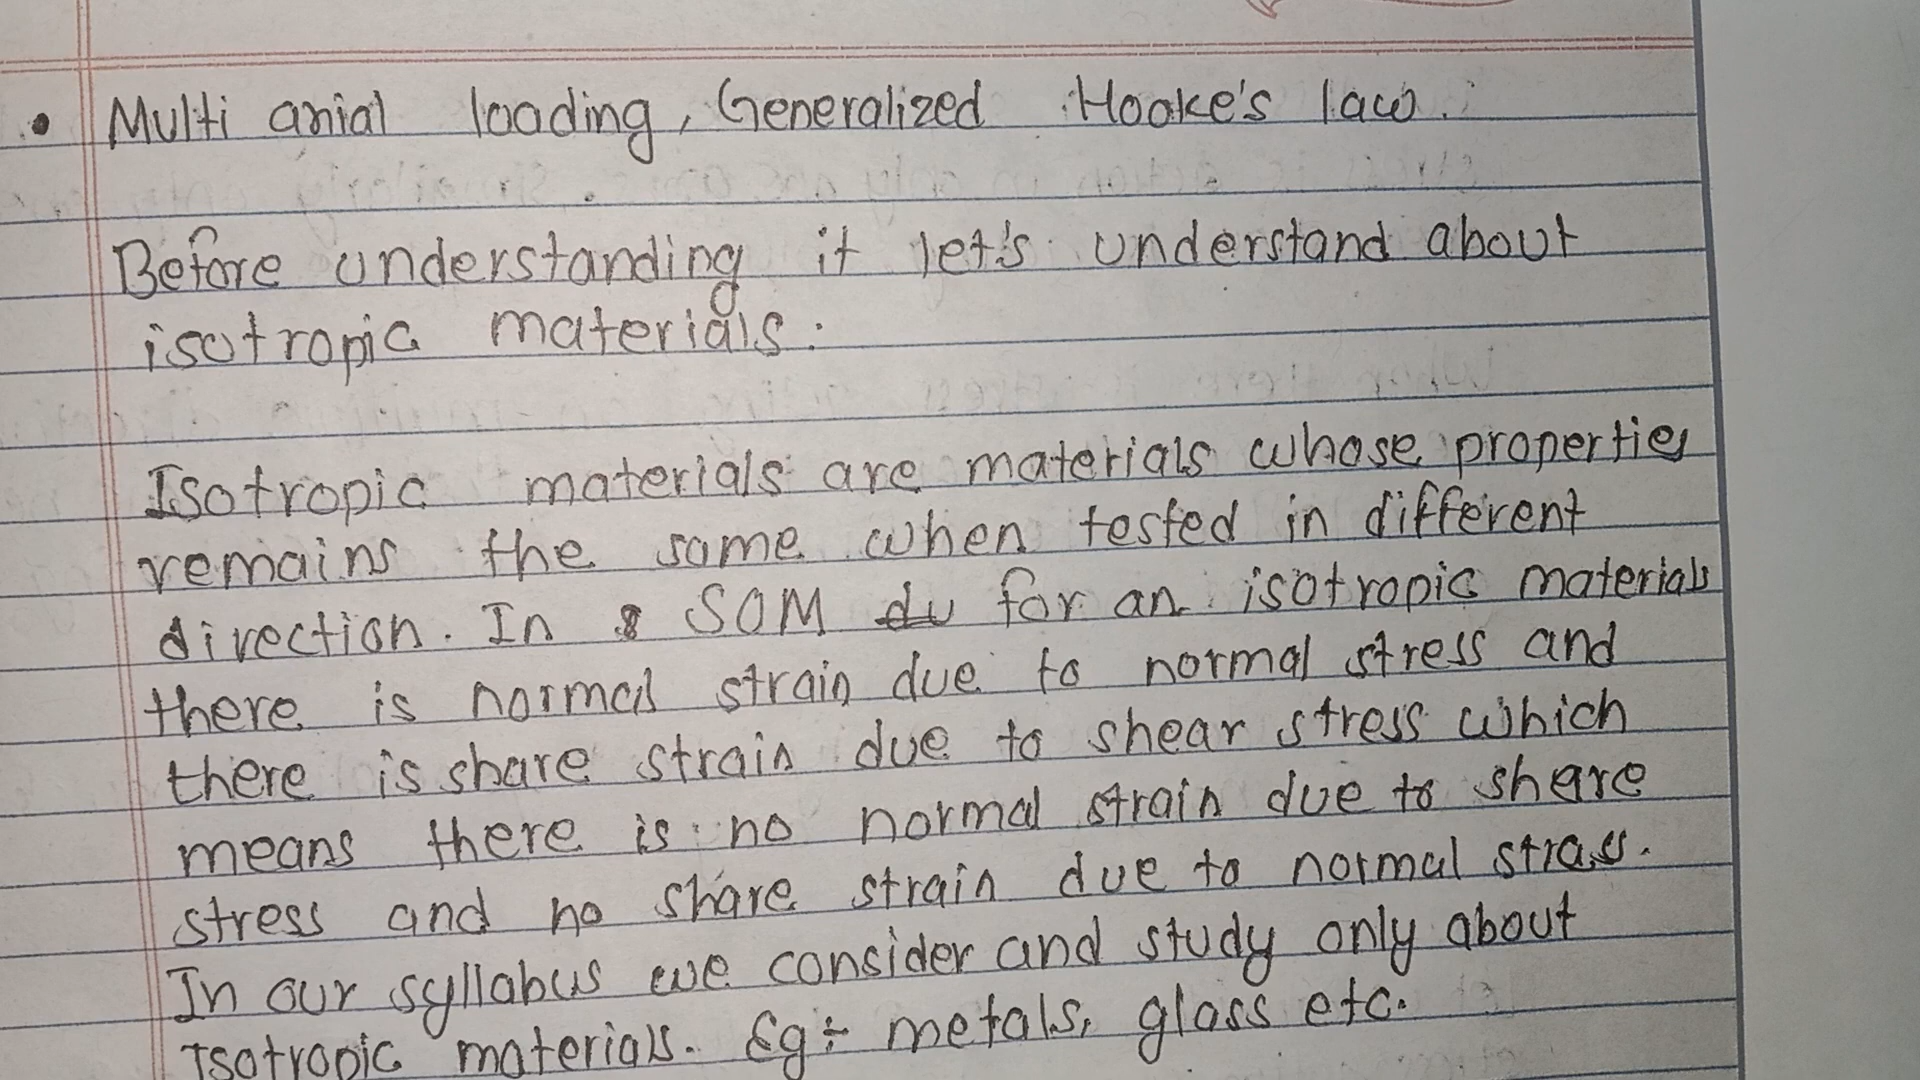 • Multi anial loading, Generalized Hooke's law.
Before understanding it let's understand about
isotropic materials:
Isotropic materials are materials whose properties
remains the same when tested in different
direction. In SOM du for an isotropic materials
there is normal strain due to normal stress and
there is share strain due to shear stress which
means there is no normal strain due to share
stress and no share strain due to normal strass.
In our syllabus we consider and study only about
Isotropic materials. Eg÷ metals, glass etc.